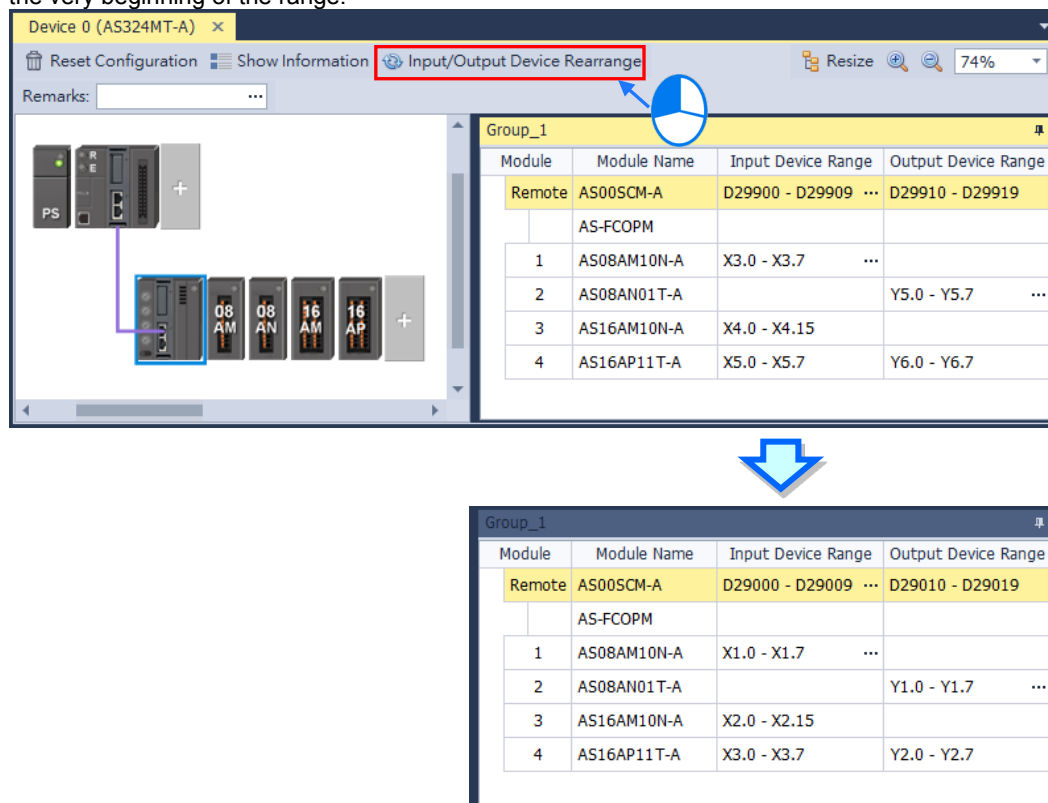 the very beginning of the range.
Device 0 (AS324MT-A) ×
Reset Configuration Show Information Input/Output Device Rearrange Resize 74%
Remarks: ...
Group_1
Module Module Name Input Device Range Output Device Range
Remote AS00SCM-A D29900 - D29909 ... D29910 - D29919
AS-FCOPM
1 AS08AM10N-A X3.0 - X3.7 ...
2 AS08AN01T-A Y5.0 - Y5.7 ...
3 AS16AM10N-A X4.0 - X4.15
4 AS16AP11T-A X5.0 - X5.7 Y6.0 - Y6.7
R
E
PS
+
08 AM
08 AN
16 AM
16 AP
+
Group_1
Module Module Name Input Device Range Output Device Range
Remote AS00SCM-A D29000 - D29009 ... D29010 - D29019
AS-FCOPM
1 AS08AM10N-A X1.0 - X1.7 ...
2 AS08AN01T-A Y1.0 - Y1.7 ...
3 AS16AM10N-A X2.0 - X2.15
4 AS16AP11T-A X3.0 - X3.7 Y2.0 - Y2.7